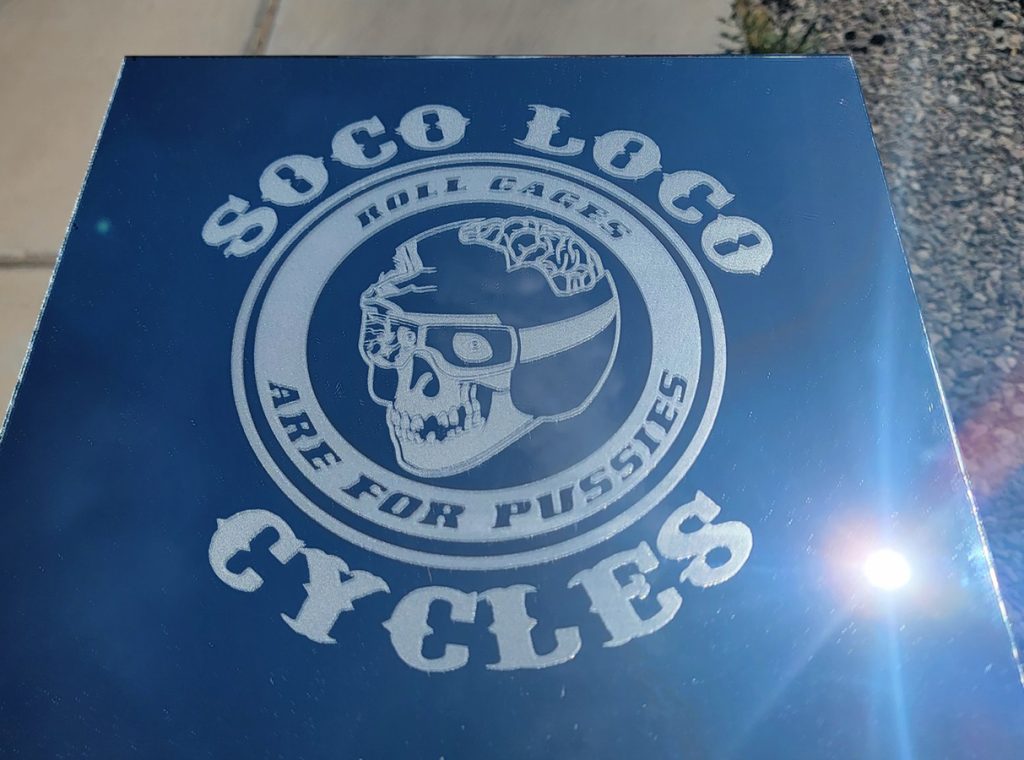 SOCO LOCO
ROLL CAGES
ARE FOR PUSSIES
CYCLES